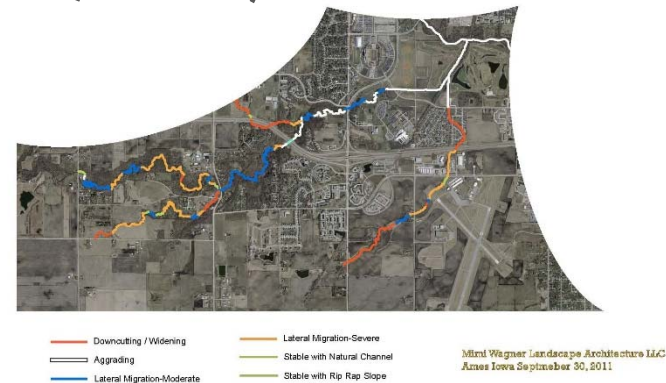 Downcutting / Widening
Aggrading
Lateral Migration-Moderate
Lateral Migration-Severe
Stable with Natural Channel
Stable with Rip Rap Slope
Mimi Wagner Landscape Architecture LLC
Ames Iowa Septmeber 30, 2011